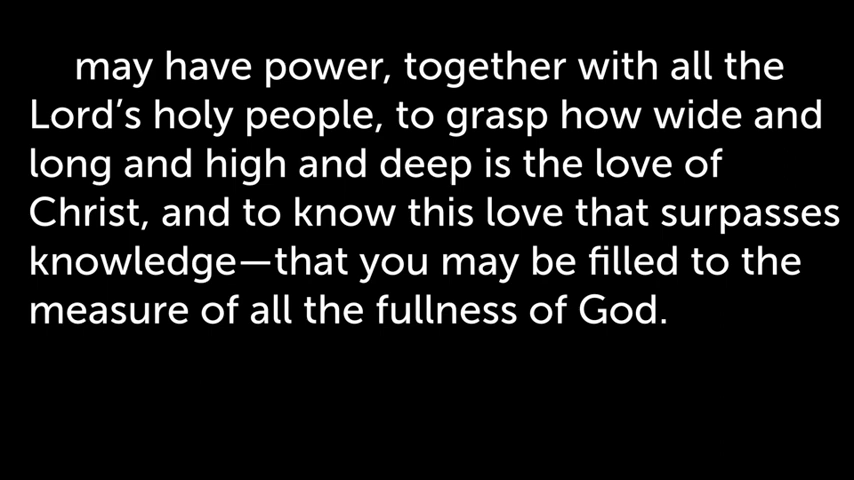 may have power, together with all the
Lord’s holy people, to grasp how wide and
long and high and deep is the love of
Christ, and to know this love that surpasses
knowledge—that you may be filled to the
measure of all the fullness of God.